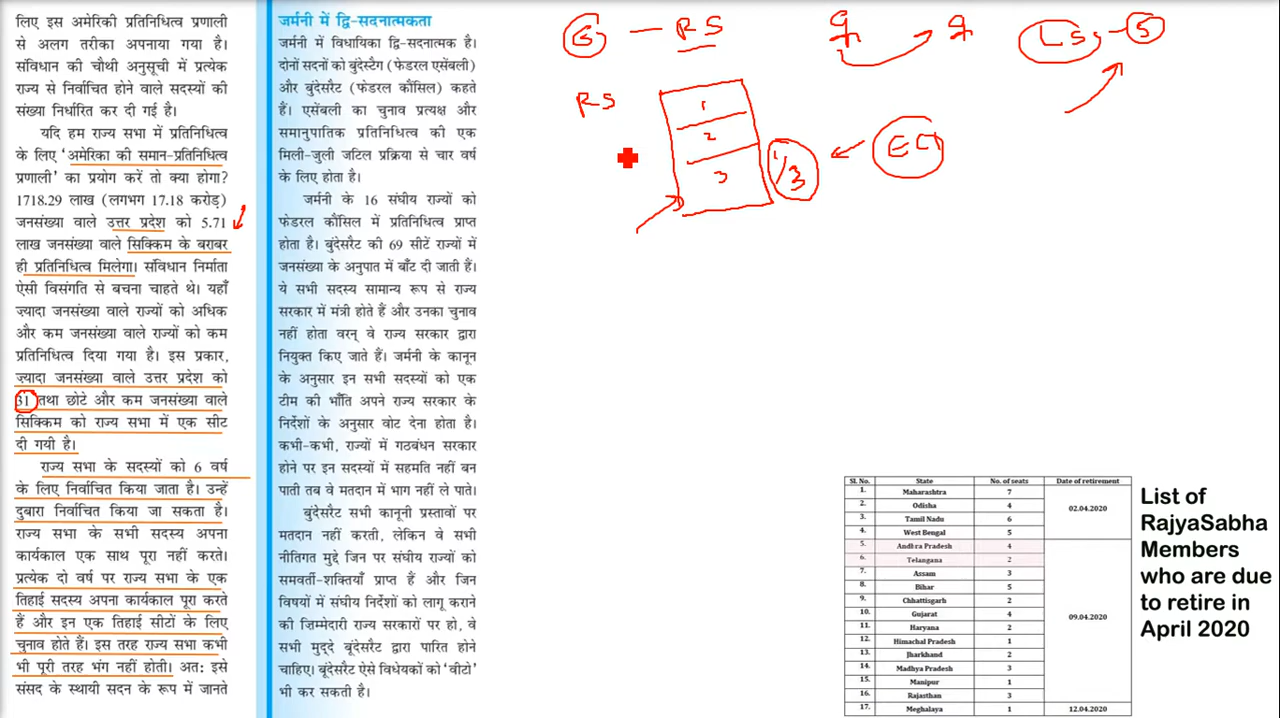 लिए इस अमेरिकी प्रतिनिधित्व प्रणाली
से अलग तरीका अपनाया गया है।
संविधान की चौथी अनुसूची में प्रत्येक
राज्य से निर्वाचित होने वाले सदस्यों की
संख्या निर्धारित कर दी गई है।
यदि हम राज्य सभा में प्रतिनिधित्व
के लिए 'अमेरिका की समान-प्रतिनिधित्व
प्रणाली' का प्रयोग करें तो क्या होगा?
1718.29 लाख (लगभग 17.18 करोड़)
जनसंख्या वाले उत्तर प्रदेश को 5.71
लाख जनसंख्या वाले सिक्किम के बराबर
ही प्रतिनिधित्व मिलेगा। संविधान निर्माता
ऐसी विसंगति से बचना चाहते थे। यहाँ
ज़्यादा जनसंख्या वाले राज्यों को अधिक
और कम जनसंख्या वाले राज्यों को कम
प्रतिनिधित्व दिया गया है। इस प्रकार,
ज़्यादा जनसंख्या वाले उत्तर प्रदेश को
31 तथा छोटे और कम जनसंख्या वाले
सिक्किम को राज्य सभा में एक सीट
दी गयी है।
राज्य सभा के सदस्यों को 6 वर्ष
के लिए निर्वाचित किया जाता है। उन्हें
दुबारा निर्वाचित किया जा सकता है।
राज्य सभा के सभी सदस्य अपना
कार्यकाल एक साथ पूरा नहीं करते।
प्रत्येक दो वर्ष पर राज्य सभा के एक
तिहाई सदस्य अपना कार्यकाल पूरा करते
हैं और इन एक तिहाई सीटों के लिए
चुनाव होते हैं। इस तरह राज्य सभा कभी
भी पूरी तरह भंग नहीं होती। अत: इसे
संसद के स्थायी सदन के रूप में जानते
जर्मनी में द्वि-सदनात्मकता
जर्मनी में विधायिका द्वि-सदनात्मक है।
दोनों सदनों को बुंदेस्टैग (फेडरल एसेंबली)
और बुंदेसरैट (फेडरल कौंसिल) कहते
हैं। एसेंबली का चुनाव प्रत्यक्ष और
समानुपातिक प्रतिनिधित्व की एक
मिली-जुली जटिल प्रक्रिया से चार वर्ष
के लिए होता है।
जर्मनी के 16 संघीय राज्यों को
फेडरल कौंसिल में प्रतिनिधित्व प्राप्त
होता है। बुंदेसरैट की 69 सीटें राज्यों में
जनसंख्या के अनुपात में बाँट दी जाती हैं।
ये सभी सदस्य सामान्य रूप से राज्य
सरकार में मंत्री होते हैं और उनका चुनाव
नहीं होता वरन् वे राज्य सरकार द्वारा
नियुक्त किए जाते हैं। जर्मनी के कानून
के अनुसार इन सभी सदस्यों को एक
टीम की भाँति अपने राज्य सरकार के
निर्देशों के अनुसार वोट देना होता है।
कभी-कभी, राज्यों में गठबंधन सरकार
होने पर इन सदस्यों में सहमति नहीं बन
पाती तब वे मतदान में भाग नहीं ले पाते।
बुंदेसरैट सभी कानूनी प्रस्तावों पर
मतदान नहीं करती, लेकिन वे सभी
नीतिगत मुद्दे जिन पर संघीय राज्यों को
समवर्ती-शक्तियाँ प्राप्त हैं और जिन
विषयों में संघीय निर्देशों को लागू कराने
की ज़िम्मेदारी राज्य सरकारों पर हो, वे
सभी मुद्दे बूंदेसरैट द्वारा पारित होने
चाहिए। बूंदेसरैट ऐसे विधेयकों को 'वीटो'
भी कर सकती है।
6 — RS
LS - 5
RS
1
2
3
1/3
Sl. No. State No. of seats Date of retirement
1. Maharashtra 7 02.04.2020
2. Odisha 4
3. Tamil Nadu 6
4. West Bengal 5
5. Andhra Pradesh 4 09.04.2020
6. Telangana 2
7. Assam 3
8. Bihar 5
9. Chhattisgarh 2
10. Gujarat 4
11. Haryana 2
12. Himachal Pradesh 1
13. Jharkhand 2
14. Madhya Pradesh 3
15. Manipur 1
16. Rajasthan 3
17. Meghalaya 1 12.04.2020
List of
RajyaSabha
Members
who are due
to retire in
April 2020